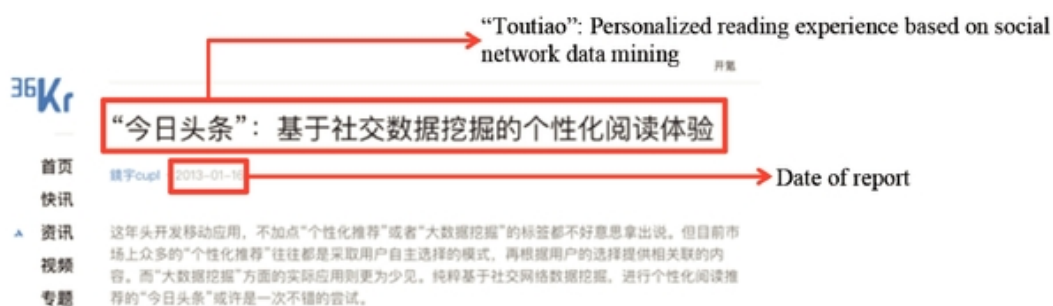 “Toutiao”: Personalized reading experience based on social
network data mining
开氪
36Kr
“今日头条”：基于社交数据挖掘的个性化阅读体验
首页
镜宇cupl
2013-01-16
Date of report
快讯
资讯
这年头开发移动应用，不加点“个性化推荐”或者“大数据挖掘”的标签都不好意思拿出说。但目前市
视频
场上众多的“个性化推荐”往往都是采取用户自主选择的模式，再根据用户的选择提供相关联的内
容。而“大数据挖掘”方面的实际应用则更为少见。纯粹基于社交网络数据挖掘，进行个性化阅读推
专题
荐的“今日头条”或许是一次不错的尝试。